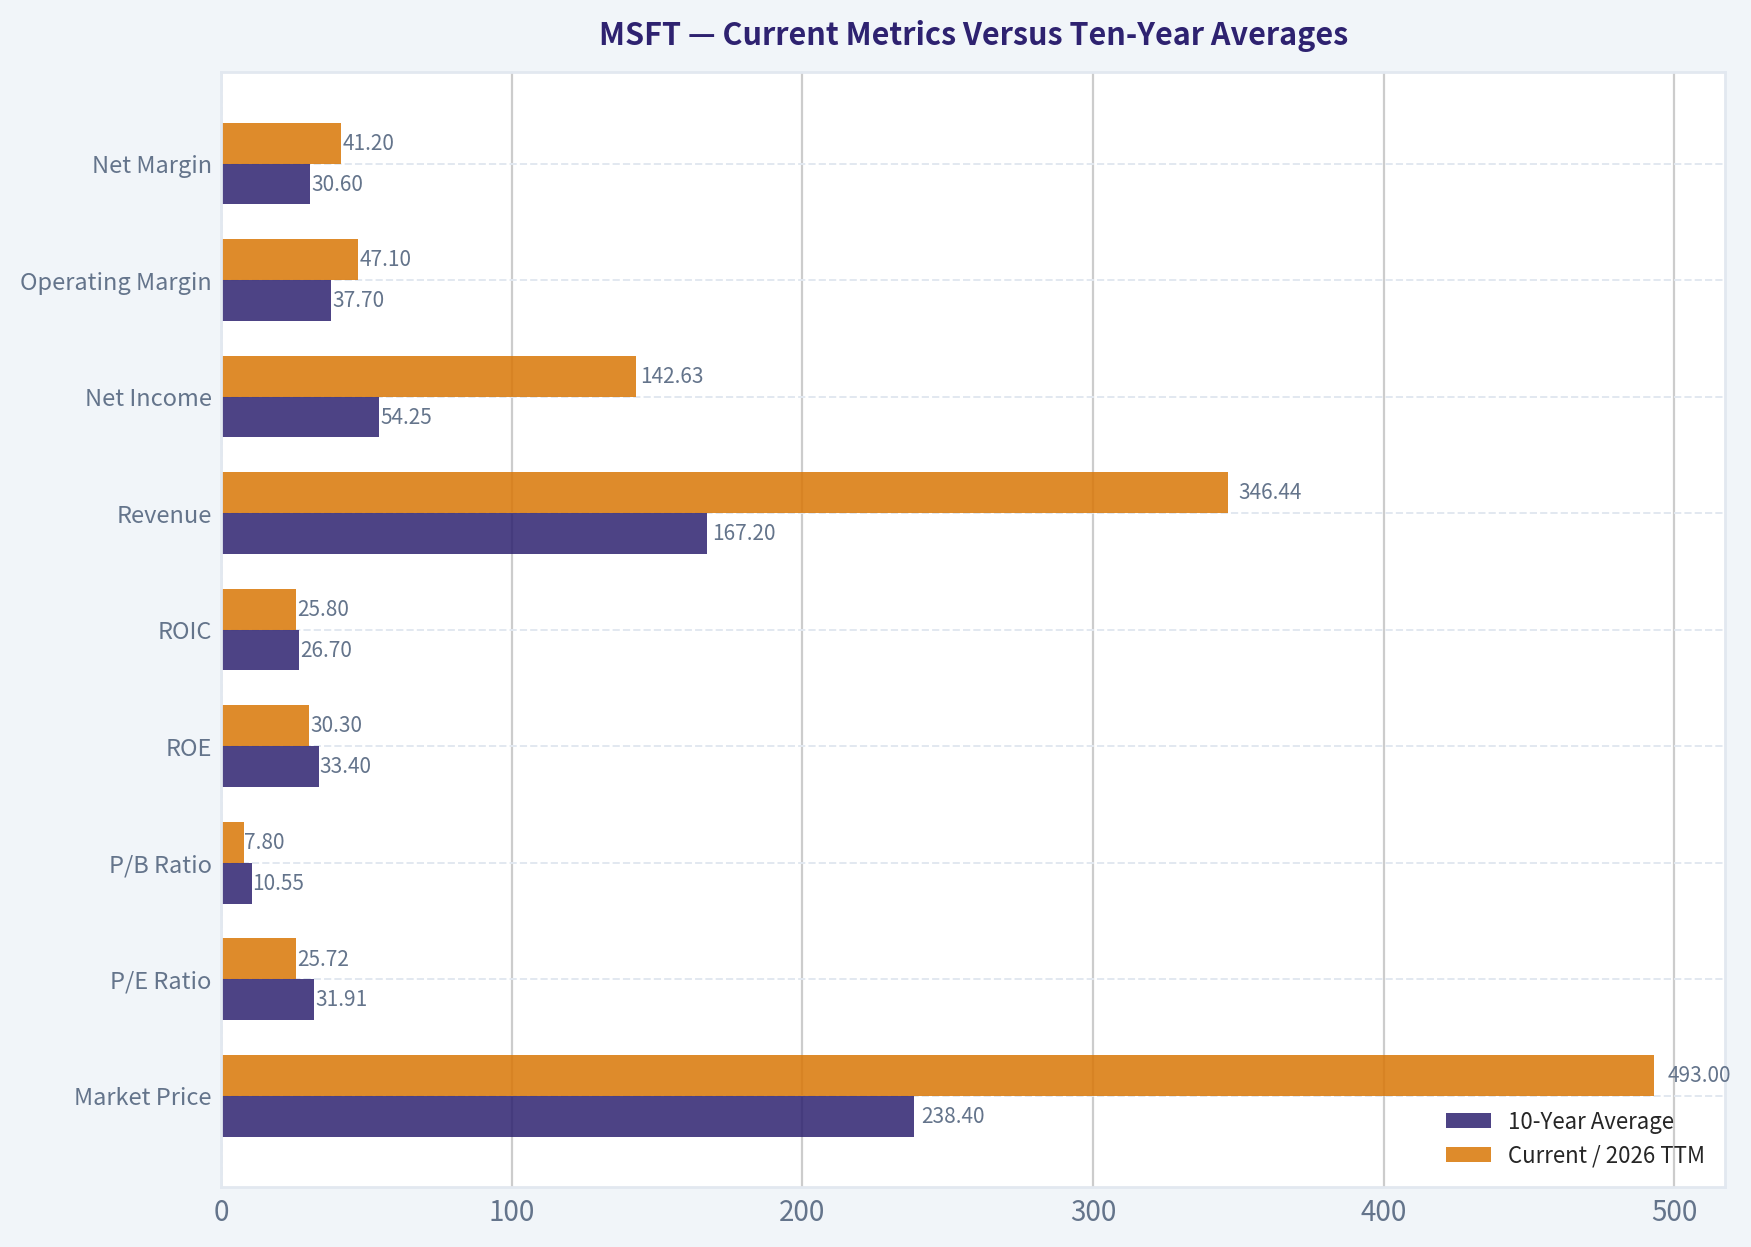 MSFT — Current Metrics Versus Ten-Year Averages
Net Margin
41.20
30.60
Operating Margin
47.10
37.70
Net Income
142.63
54.25
Revenue
346.44
167.20
ROIC
25.80
26.70
ROE
30.30
33.40
P/B Ratio
7.80
10.55
P/E Ratio
25.72
31.91
Market Price
493.00
238.40
10-Year Average
Current / 2026 TTM
0 100 200 300 400 500